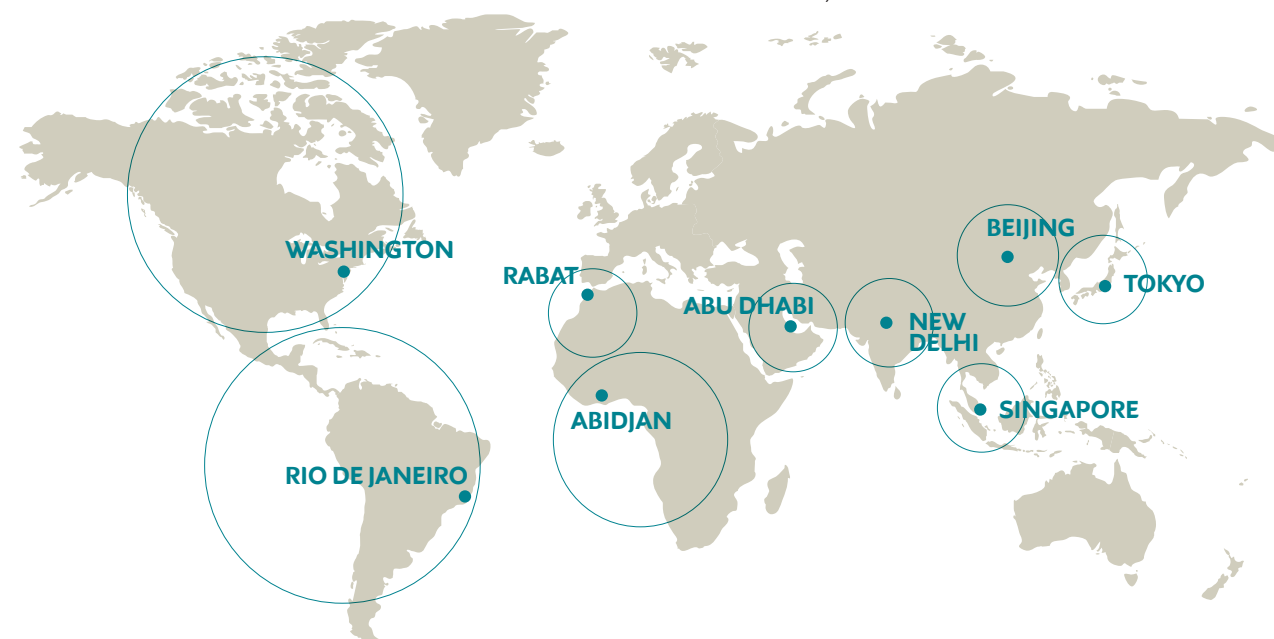 WASHINGTON
BEIJING
RABAT
TOKYO
ABU DHABI
NEW
DELHI
SINGAPORE
ABIDJAN
RIO DE JANEIRO